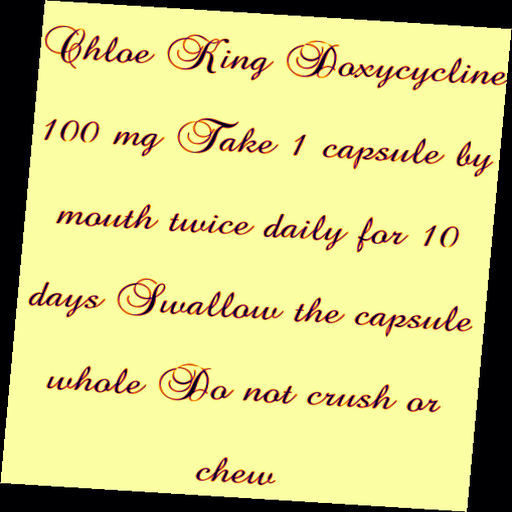 Chloe King Doxycycline
100 mg Take 1 capsule by
mouth twice daily for 10
days Swallow the capsule
whole Do not crush or
chew